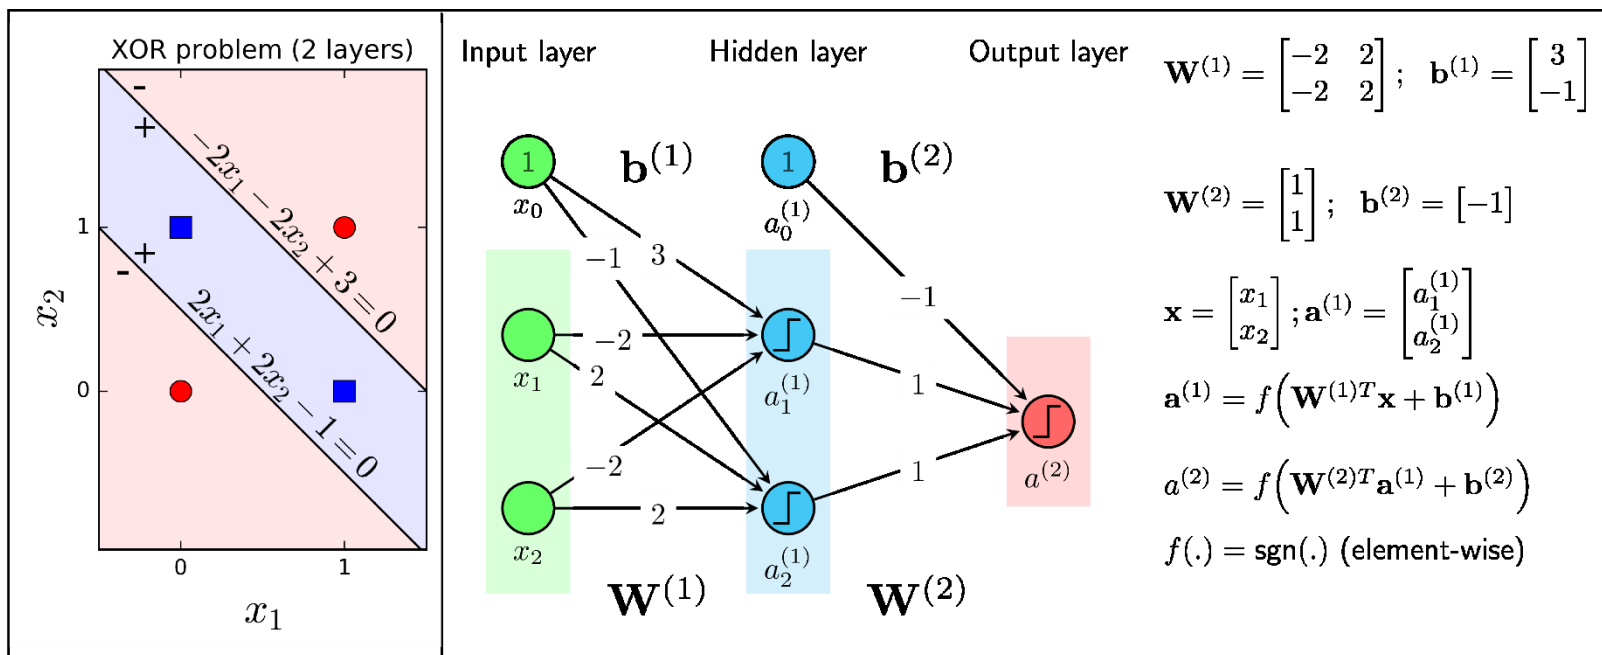 XOR problem (2 layers)
-
+
−2x₁ − 2x₂ + 3 = 0
+
-
2x₁ + 2x₂ − 1 = 0
1
0
x₂
0
1
x₁
Input layer
Hidden layer
Output layer
1
x₀
b⁽¹⁾
1
a₀⁽¹⁾
b⁽²⁾
−1
3
−1
−2
x₁
2
a₁⁽¹⁾
1
−2
a⁽²⁾
1
2
x₂
a₂⁽¹⁾
W⁽¹⁾
W⁽²⁾
W⁽¹⁾ = [−2 2; −2 2]; b⁽¹⁾ = [3; −1]
W⁽²⁾ = [1; 1]; b⁽²⁾ = [−1]
x = [x₁; x₂]; a⁽¹⁾ = [a₁⁽¹⁾; a₂⁽¹⁾]
a⁽¹⁾ = f(W⁽¹⁾ᵀx + b⁽¹⁾)
a⁽²⁾ = f(W⁽²⁾ᵀa⁽¹⁾ + b⁽²⁾)
f(.) = sgn(.) (element-wise)